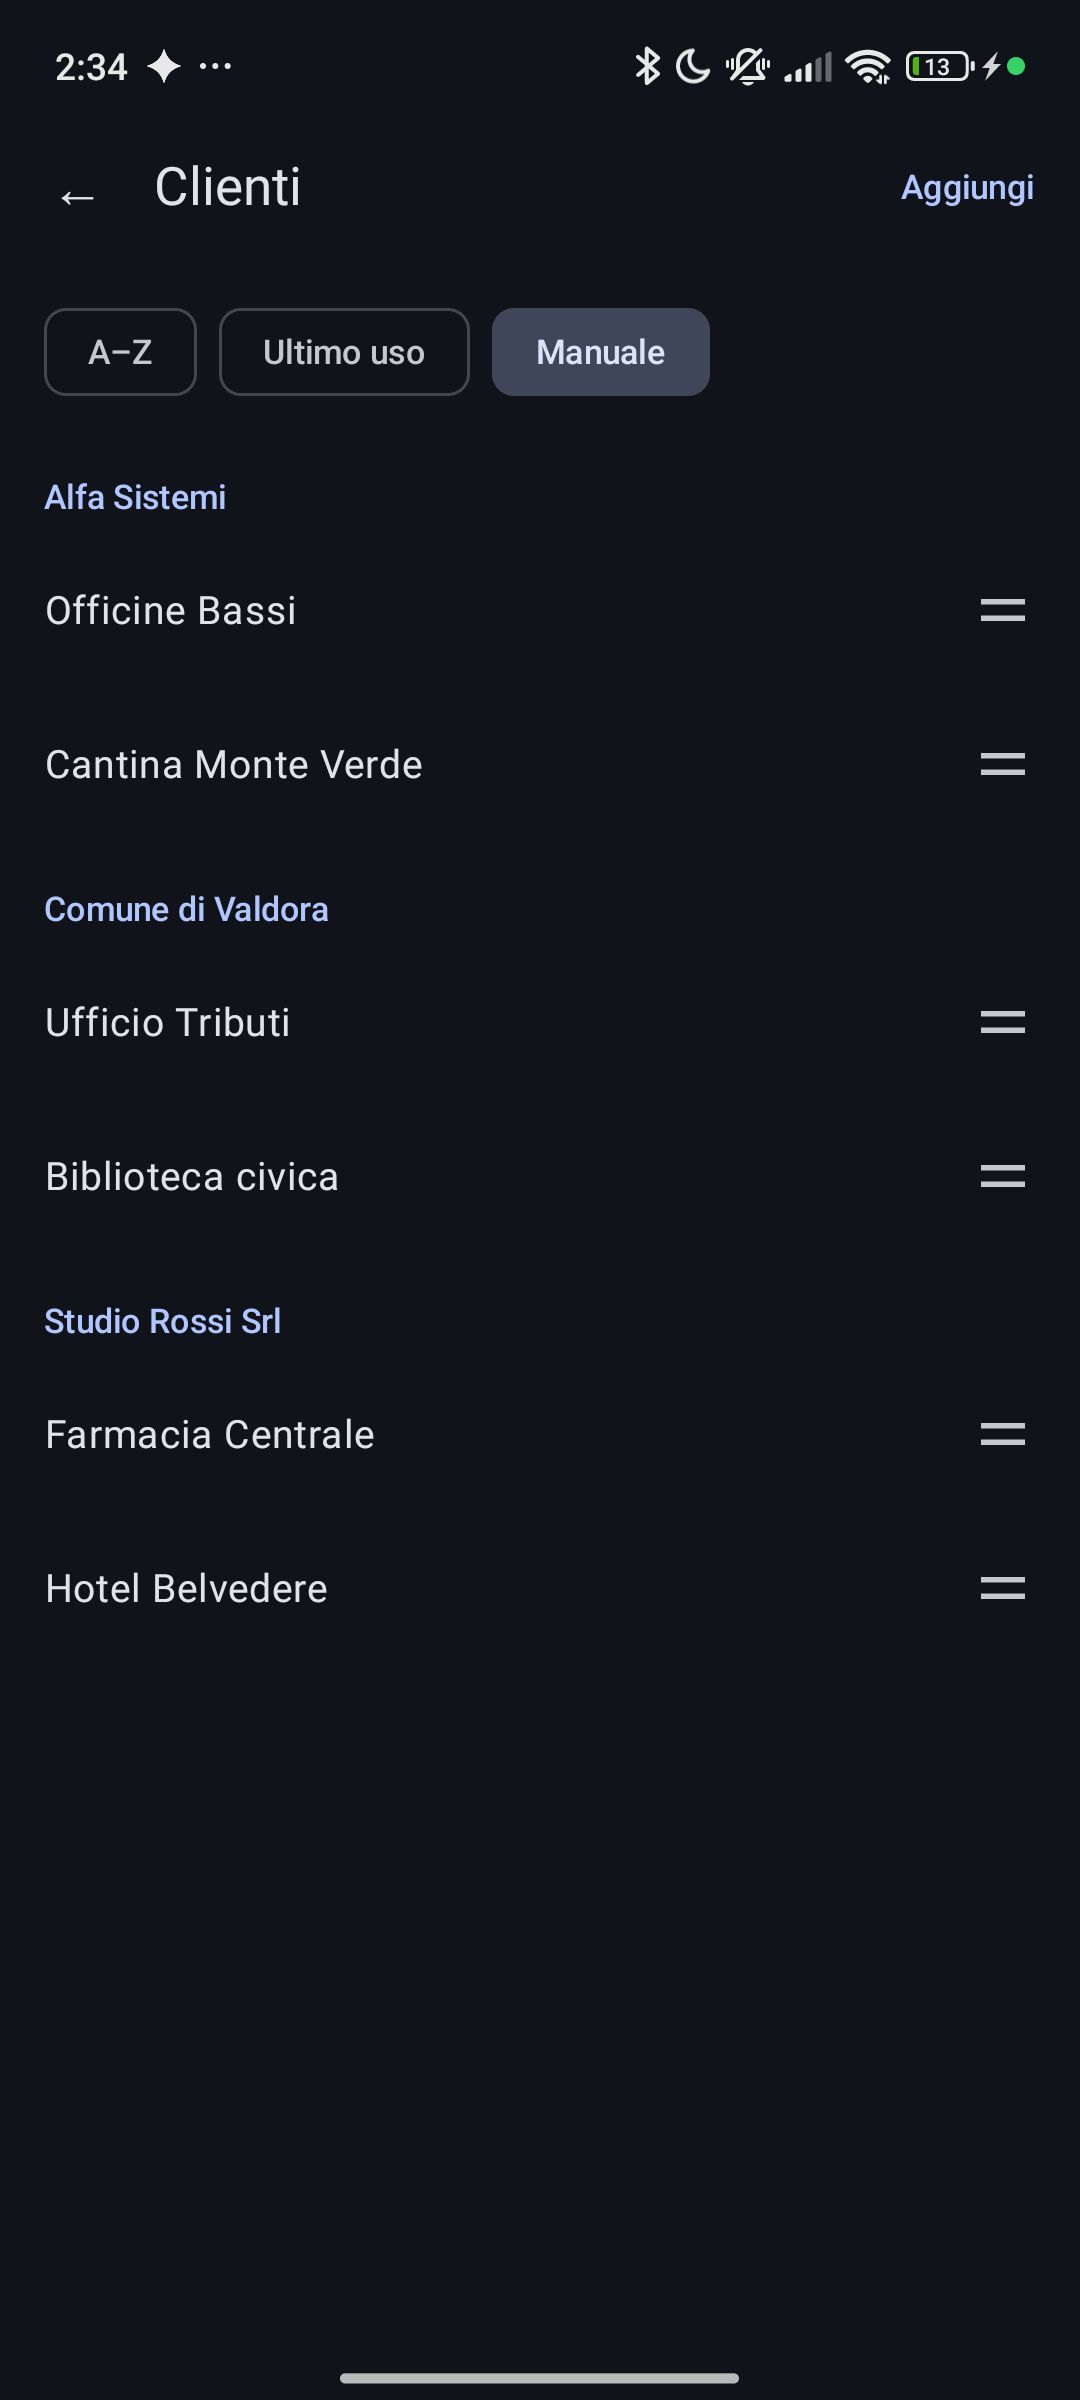 2:34
13
Clienti
Aggiungi
A–Z
Ultimo uso
Manuale
Alfa Sistemi
Officine Bassi
Cantina Monte Verde
Comune di Valdora
Ufficio Tributi
Biblioteca civica
Studio Rossi Srl
Farmacia Centrale
Hotel Belvedere